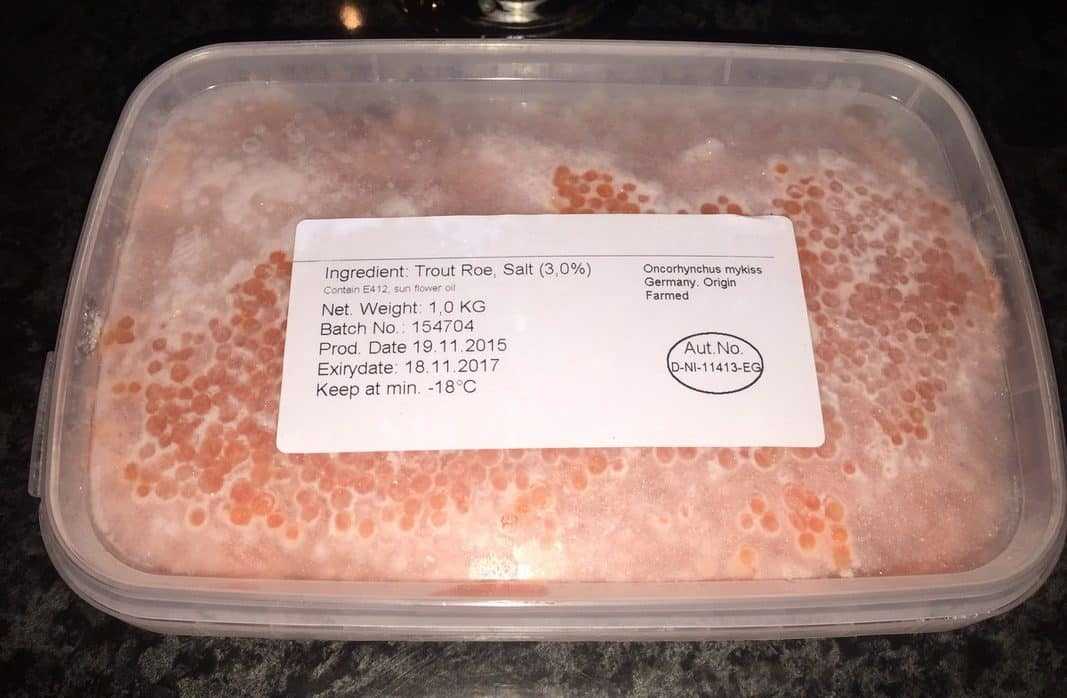 Ingredient: Trout Roe, Salt (3,0%)
Contain E412, sun flower oil
Net. Weight: 1,0 KG
Batch No.: 154704
Prod. Date 19.11.2015
Exirydate: 18.11.2017
Keep at min. -18°C
Oncorhynchus mykiss
Germany. Origin
Farmed
Aut.No.
D-NI-11413-EG